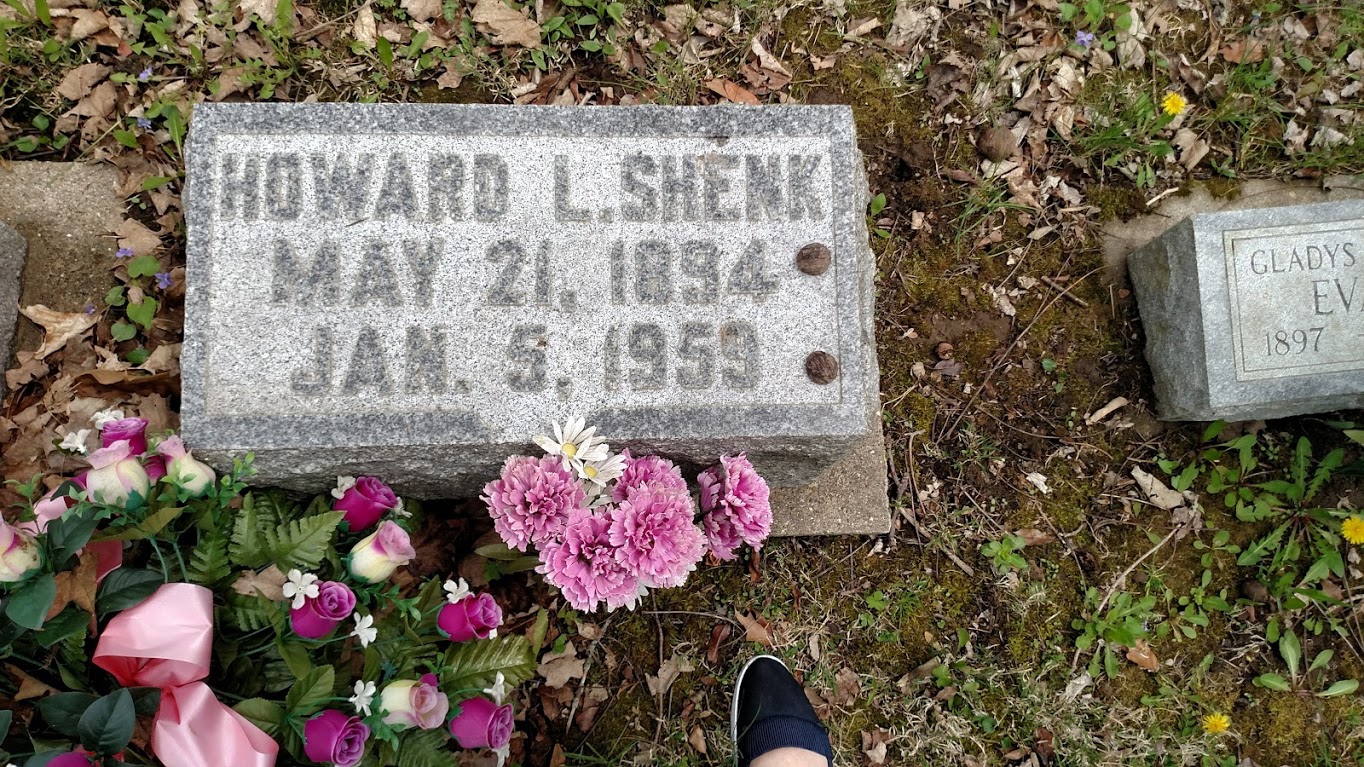 HOWARD L. SHENK
MAY 21, 1894
JAN. 5, 1959
GLADYS
EV
1897